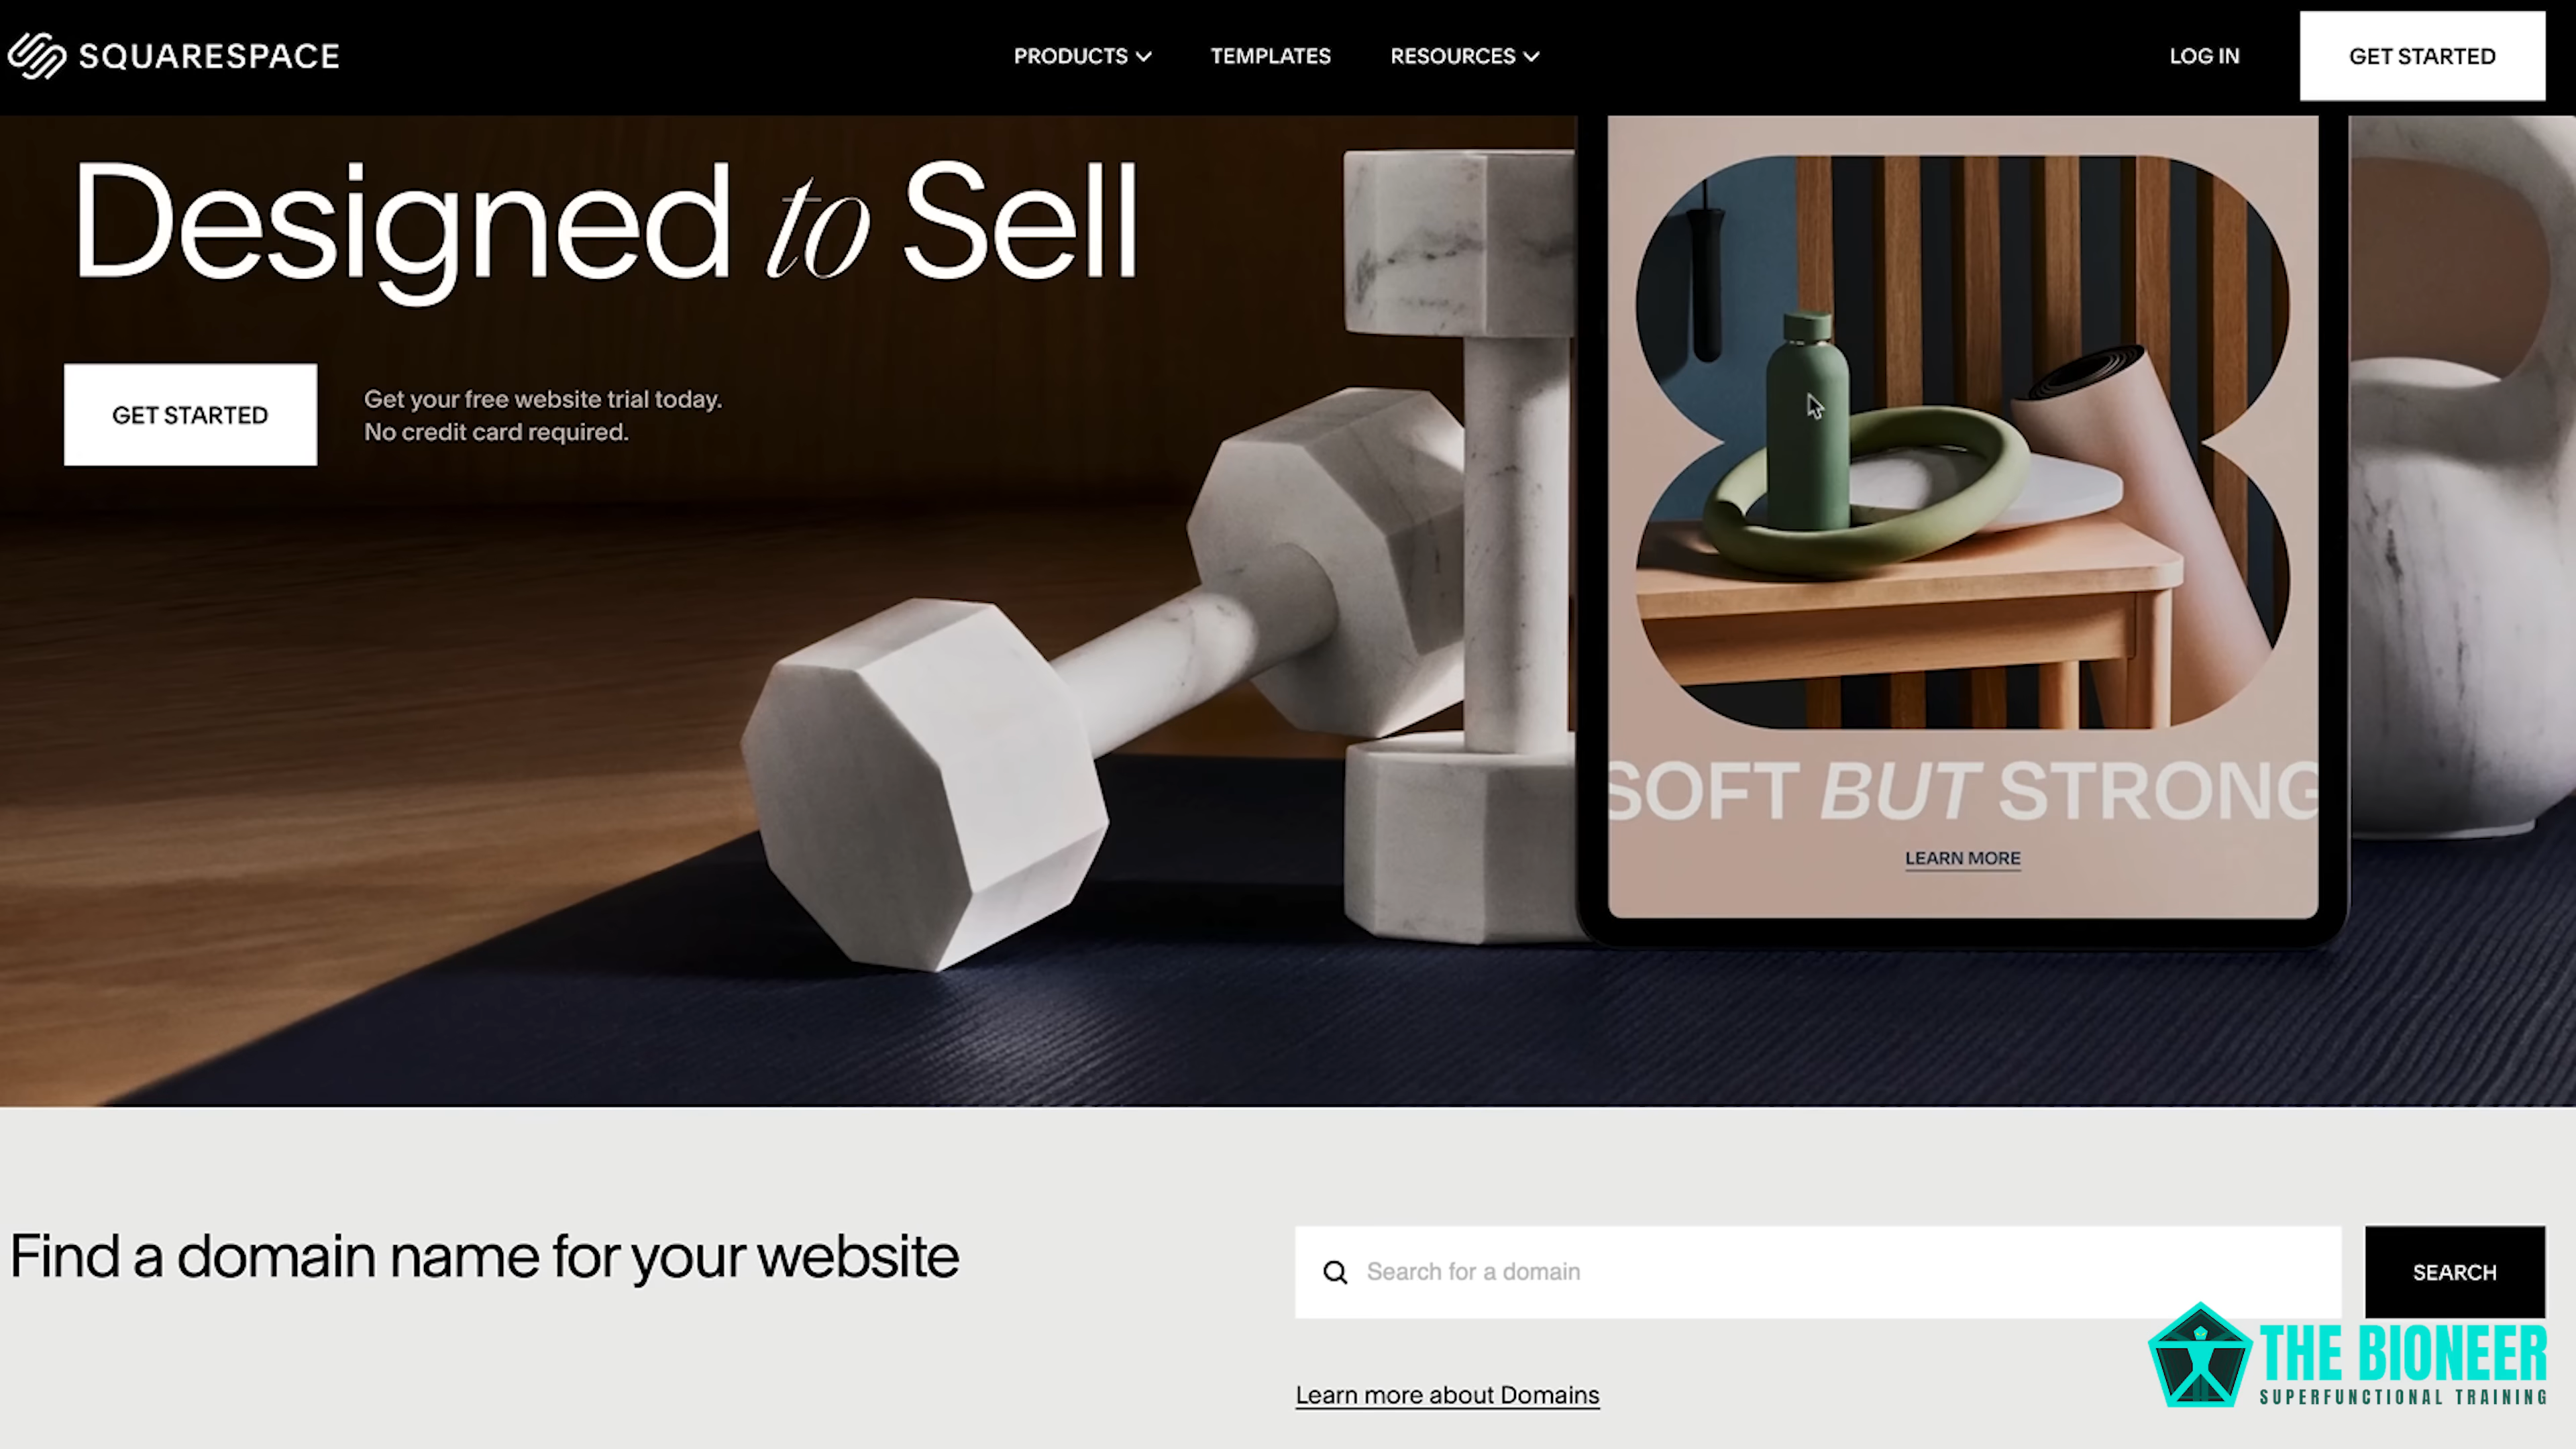 SQUARESPACE
PRODUCTS
TEMPLATES
RESOURCES
LOG IN
GET STARTED
Designed to Sell
GET STARTED
Get your free website trial today.
No credit card required.
SOFT BUT STRONG
LEARN MORE
Find a domain name for your website
Search for a domain
SEARCH
Learn more about Domains
THE BIONEER
SUPERFUNCTIONAL TRAINING